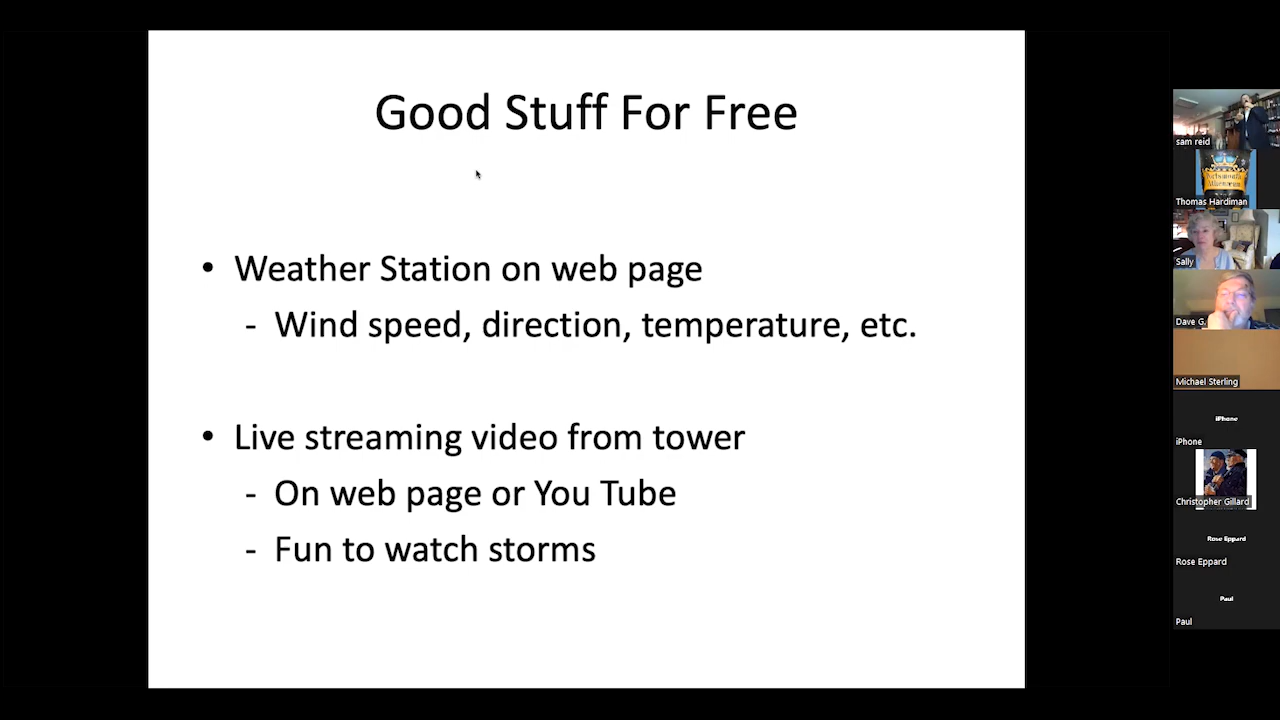 Good Stuff For Free
• Weather Station on web page
- Wind speed, direction, temperature, etc.
• Live streaming video from tower
- On web page or You Tube
- Fun to watch storms
sam reid
Portsmouth
Athenæum
Thomas Hardiman
Sally
Dave G.
Michael Sterling
iPhone
iPhone
Christopher Gillard
Rose Eppard
Rose Eppard
Paul
Paul